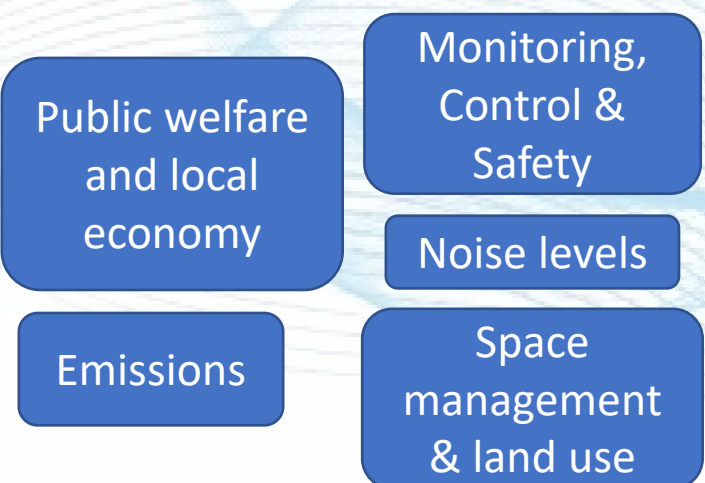 Public welfare
and local
economy
Monitoring,
Control &
Safety
Noise levels
Emissions
Space
management
& land use